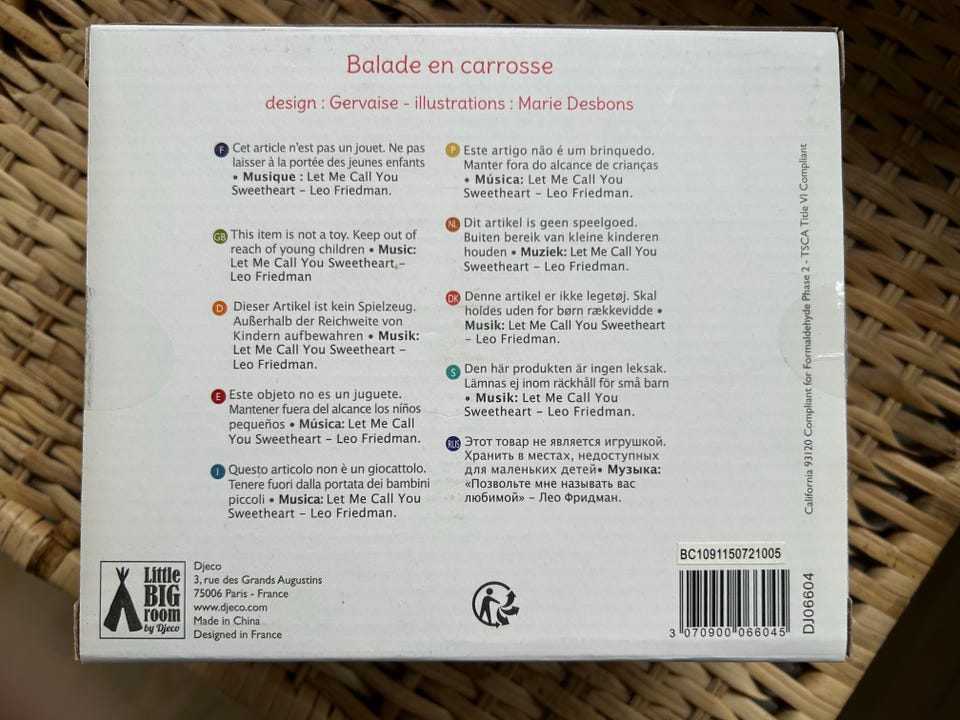 Balade en carrosse
design : Gervaise - illustrations : Marie Desbons
F Cet article n'est pas un jouet. Ne pas
laisser à la portée des jeunes enfants
• Musique : Let Me Call You
Sweetheart – Leo Friedman.
GB This item is not a toy. Keep out of
reach of young children • Music:
Let Me Call You Sweetheart –
Leo Friedman
D Dieser Artikel ist kein Spielzeug.
Außerhalb der Reichweite von
Kindern aufbewahren • Musik:
Let Me Call You Sweetheart –
Leo Friedman.
E Este objeto no es un juguete.
Mantener fuera del alcance los níños
pequeños • Música: Let Me Call
You Sweetheart – Leo Friedman.
I Questo articolo non è un giocattolo.
Tenere fuori dalla portata dei bambini
piccoli • Musica: Let Me Call You
Sweetheart – Leo Friedman.
P Este artigo não é um brinquedo.
Manter fora do alcance de crianças
• Música: Let Me Call You
Sweetheart – Leo Friedman.
NL Dit artikel is geen speelgoed.
Buiten bereik van kleine kinderen
houden • Muziek: Let Me Call You
Sweetheart – Leo Friedman.
DK Denne artikel er ikke legetøj. Skal
holdes uden for børn rækkevidde •
Musik: Let Me Call You Sweetheart
– Leo Friedman.
S Den här produkten är ingen leksak.
Lämnas ej inom räckhåll för små barn
• Musik: Let Me Call You
Sweetheart – Leo Friedman.
RUS Этот товар не является игрушкой.
Хранить в местах, недоступных
для маленьких детей• Музыка:
«Позвольте мне называть вас
любимой» – Лео Фридман.
California 93120 Compliant for Formaldehyde Phase 2 - TSCA Title VI Compliant
Little
BIG
room
by Djeco
Djeco
3, rue des Grands Augustins
75006 Paris - France
www.djeco.com
Made in China
Designed in France
BC1091150721005
3 070900 066045
DJ06604